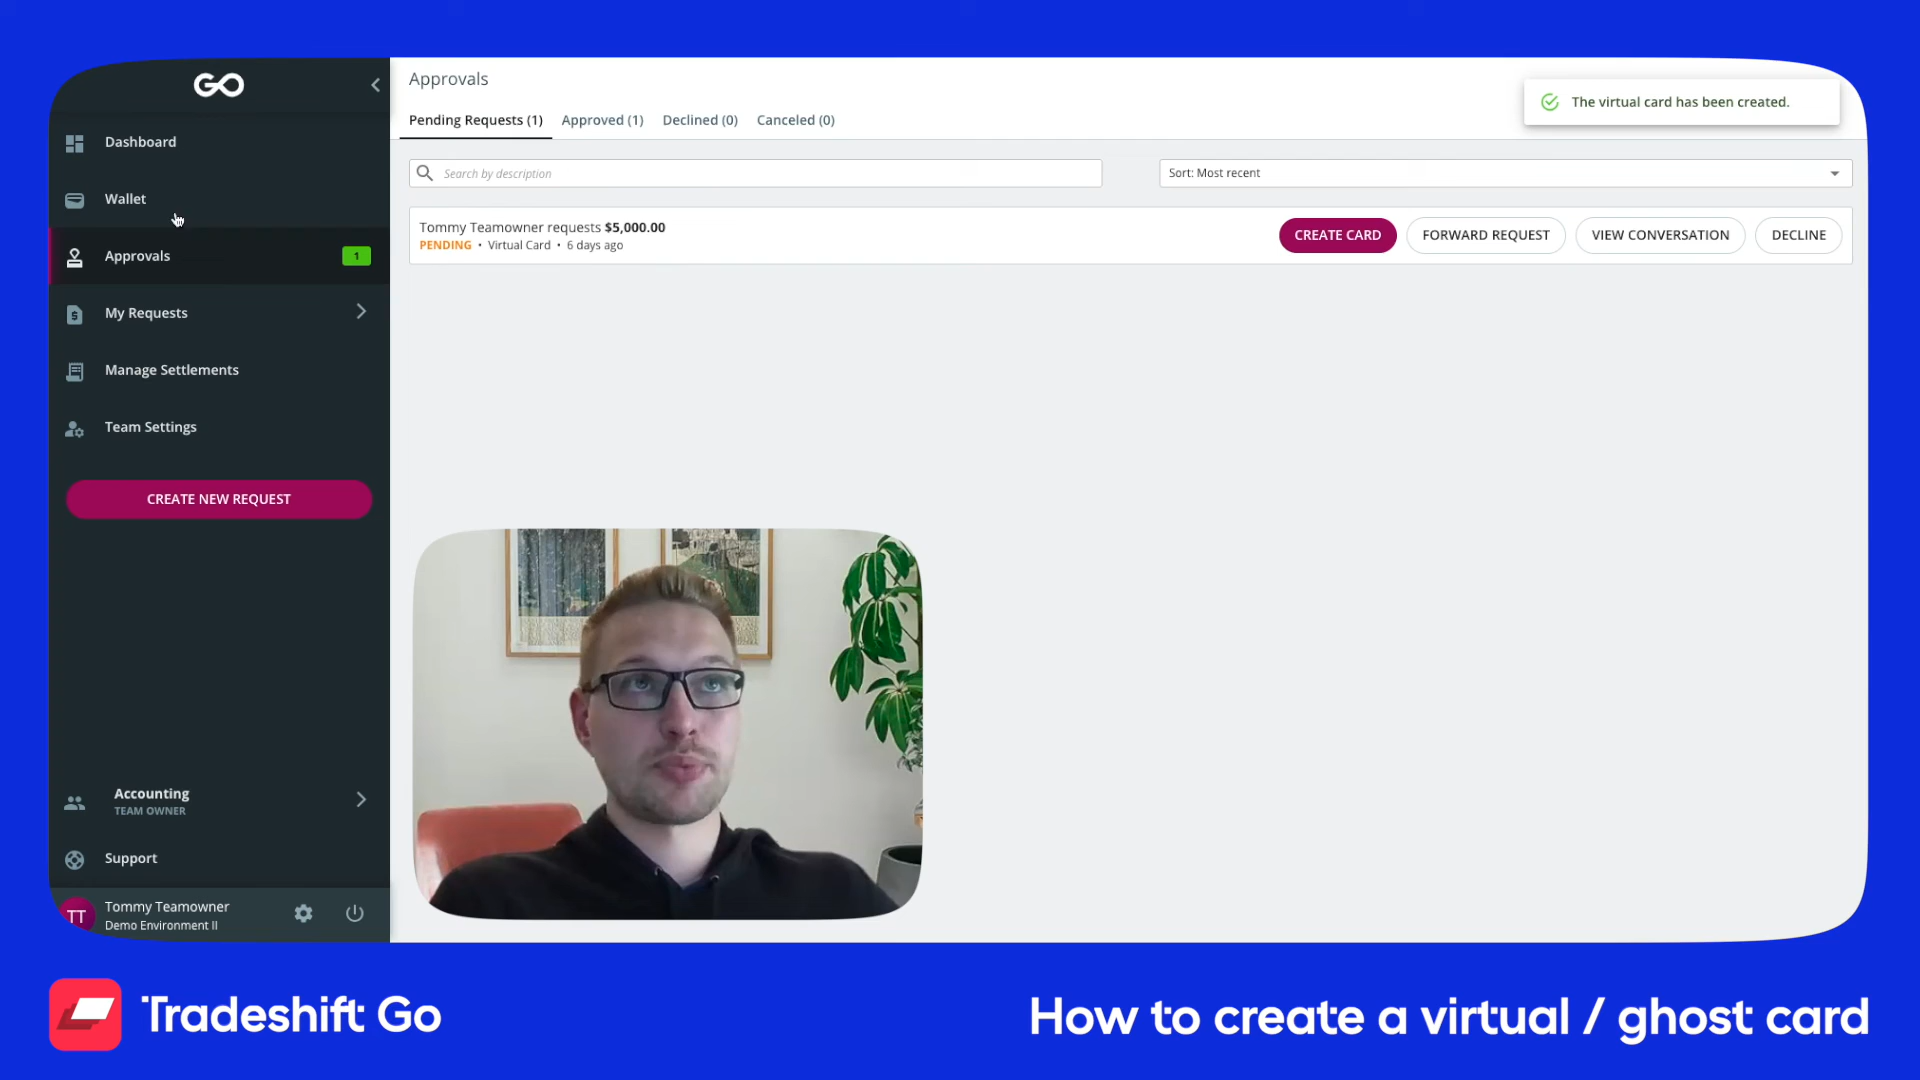 GO
Dashboard
Wallet
Approvals
1
My Requests
Manage Settlements
Team Settings
CREATE NEW REQUEST
Accounting
TEAM OWNER
Support
TT
Tommy Teamowner
Demo Environment II
Approvals
Pending Requests (1)
Approved (1)
Declined (0)
Canceled (0)
The virtual card has been created.
Search by description
Sort: Most recent
Tommy Teamowner requests $5,000.00
PENDING • Virtual Card • 6 days ago
CREATE CARD
FORWARD REQUEST
VIEW CONVERSATION
DECLINE
Tradeshift Go
How to create a virtual / ghost card